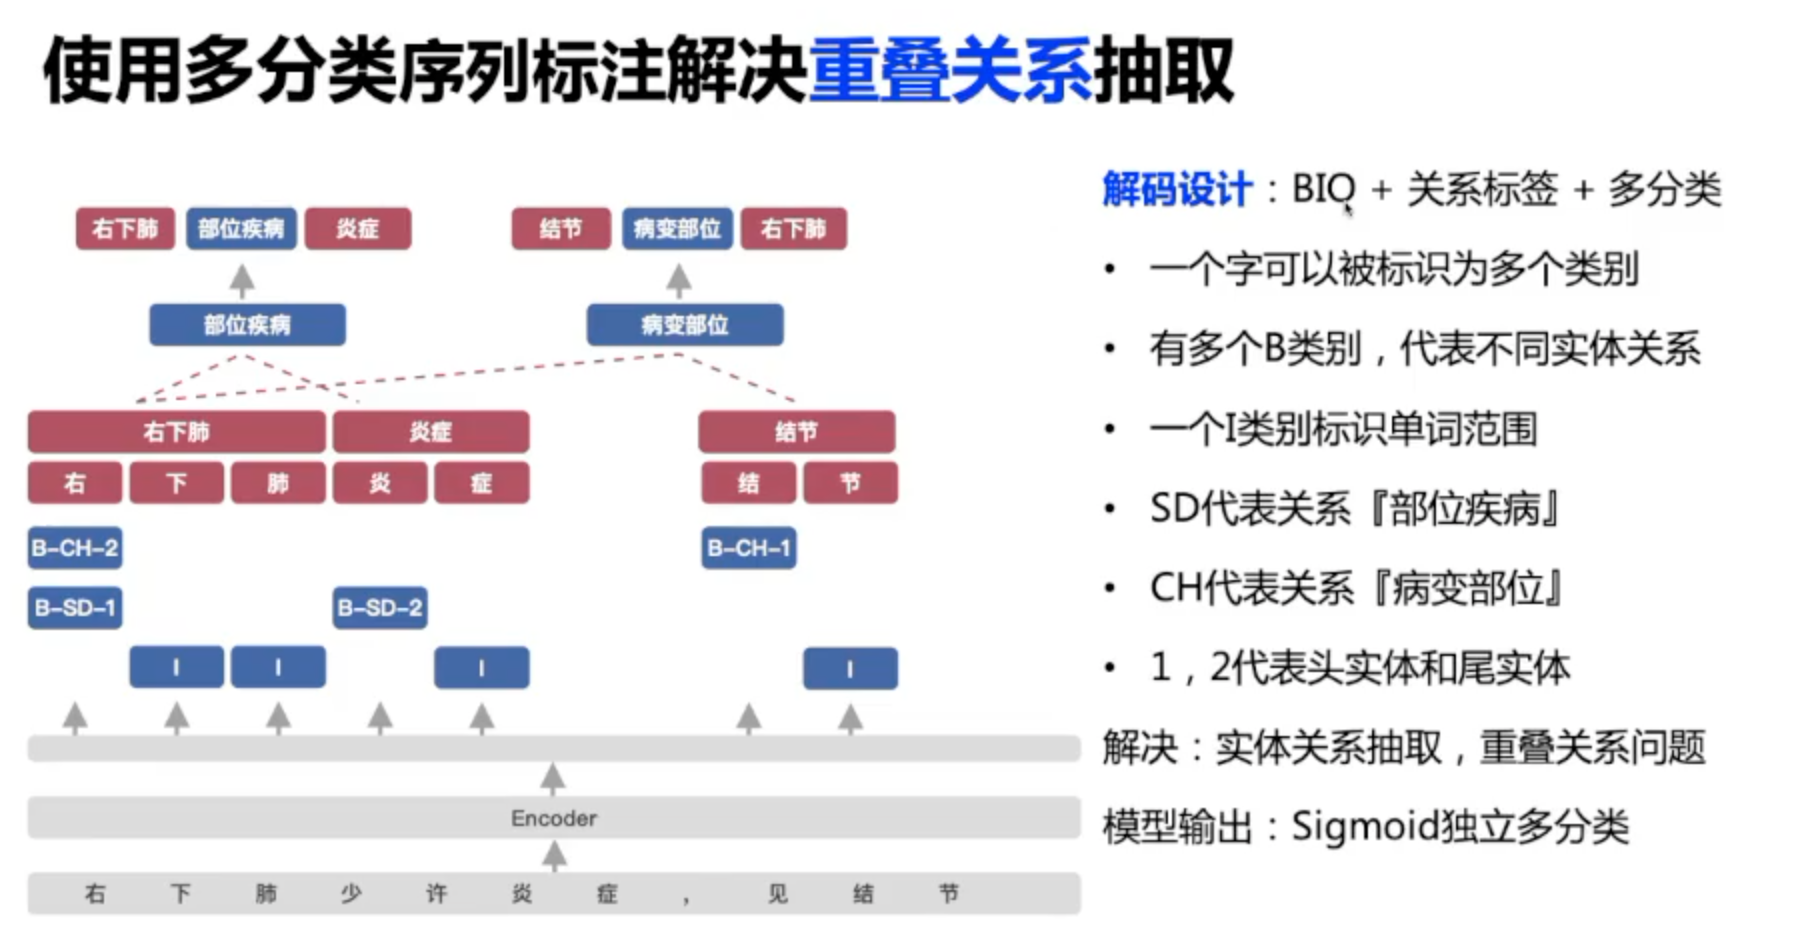 使用多分类序列标注解决重叠关系抽取
右下肺 部位疾病 炎症 结节 病变部位 右下肺
部位疾病 病变部位
右下肺 炎症 结节
右 下 肺 炎 症 结 节
B-CH-2 B-CH-1
B-SD-1 B-SD-2
I I I I
Encoder
右 下 肺 少 许 炎 症 , 见 结 节
解码设计：BIO + 关系标签 + 多分类
• 一个字可以被标识为多个类别
• 有多个B类别，代表不同实体关系
• 一个I类别标识单词范围
• SD代表关系『部位疾病』
• CH代表关系『病变部位』
• 1，2代表头实体和尾实体
解决：实体关系抽取，重叠关系问题
模型输出：Sigmoid独立多分类